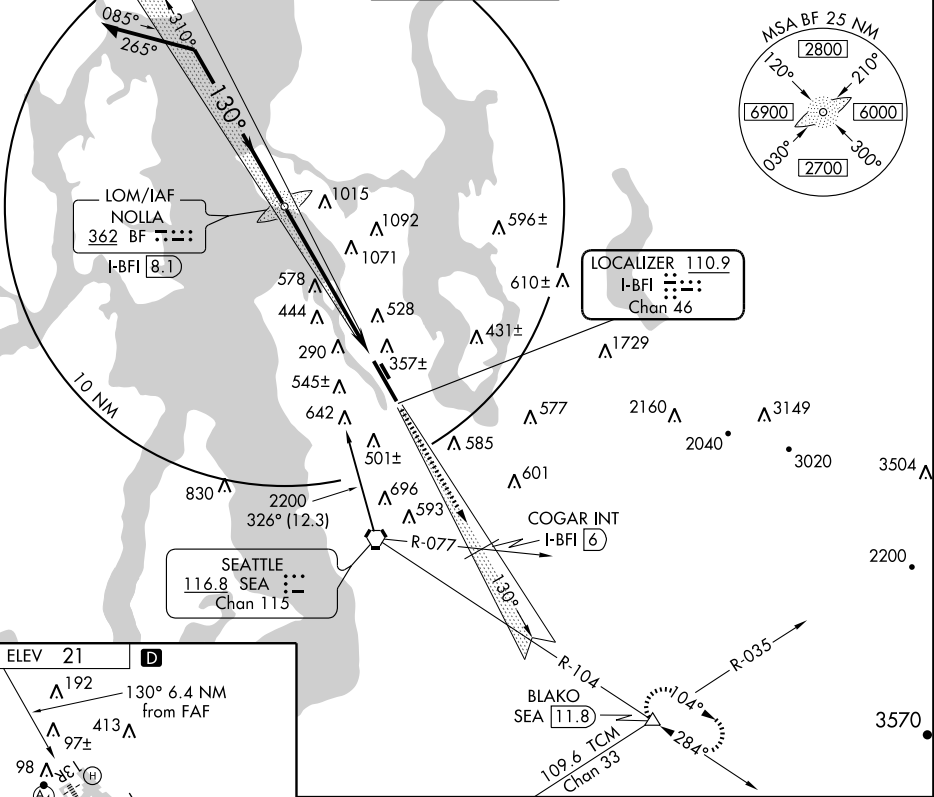 085°
310°
265°
130°
MSA BF 25 NM
2800
120°
210°
6900
6000
030°
300°
2700
LOM/IAF
NOLLA
362 BF
I-BFI 8.1
1015
1092
1071
596±
578
610±
LOCALIZER 110.9
I-BFI
Chan 46
444
528
431±
290
357±
1729
10 NM
545±
642
577
2160
3149
2040
501±
585
3020
3504
830
2200
326° (12.3)
696
593
601
COGAR INT
I-BFI 6
R-077
2200
SEATTLE
116.8 SEA
Chan 115
130°
R-104
R-035
BLAKO
SEA 11.8
104°
284°
109.6 TCM
Chan 33
3570
ELEV 21
D
192
130° 6.4 NM
from FAF
413
97±
98
13R
H
A